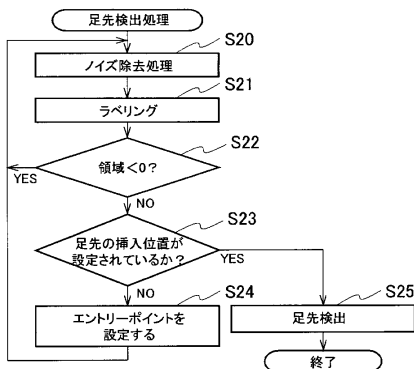 足先検出処理
S20
ノイズ除去処理
S21
ラベリング
S22
領域<0?
YES
NO
S23
足先の挿入位置が
設定されているか?
YES
NO
S24
エントリーポイントを
設定する
S25
足先検出
終了